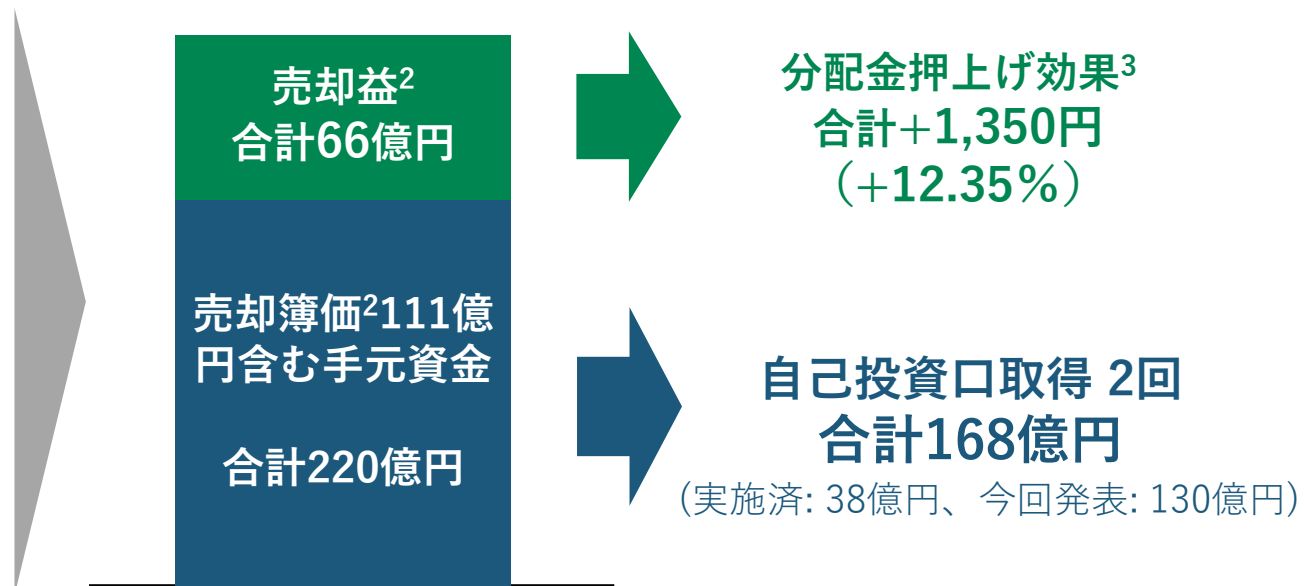 売却益2
合計66億円
分配金押上げ効果3
合計+1,350円
（+12.35％）
売却簿価2111億
円含む手元資金
合計220億円
自己投資口取得 2回
合計168億円
（実施済: 38億円、今回発表: 130億円）